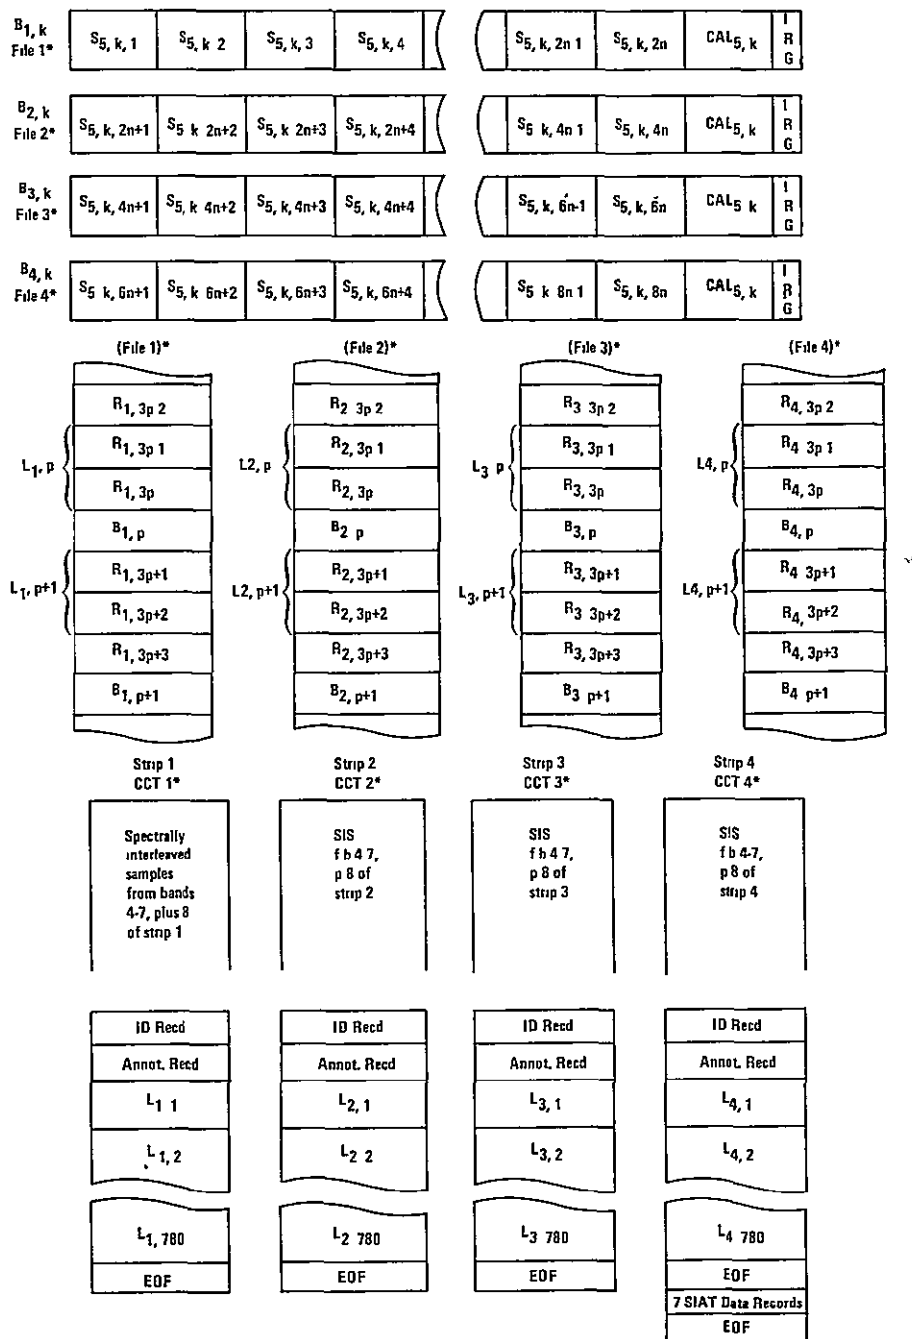 B1, k File 1* S5, k, 1 S5, k 2 S5, k, 3 S5, k, 4 S5, k, 2n 1 S5, k, 2n CAL5, k I R G
B2, k File 2* S5, k, 2n+1 S5 k 2n+2 S5 k 2n+3 S5, k, 2n+4 S5 k, 4n 1 S5, k, 4n CAL5, k I R G
B3, k File 3* S5, k, 4n+1 S5, k 4n+2 S5, k, 4n+3 S5, k, 4n+4 S5, k, 6n-1 S5, k, 6n CAL5 k I R G
B4, k File 4* S5 k, 6n+1 S5, k 6n+2 S5, k, 6n+3 S5, k, 6n+4 S5 k 8n 1 S5, k, 8n CAL5, k I R G
(File 1)* (File 2)* (File 3)* (File 4)*
R1, 3p 2 R2 3p 2 R3 3p 2 R4, 3p 2
L1, p R1, 3p 1 L2, p R2, 3p 1 L3 p R3, 3p 1 L4, p R4 3p 1
R1, 3p R2, 3p R3, 3p R4, 3p
B1, p B2 p B3, p B4, p
L1, p+1 R1, 3p+1 L2, p+1 R2, 3p+1 L3, p+1 R3, 3p+1 L4, p+1 R4 3p+1
R1, 3p+2 R2, 3p+2 R3 3p+2 R4, 3p+2
R1, 3p+3 R2, 3p+3 R3, 3p+3 R4, 3p+3
B1, p+1 B2, p+1 B3 p+1 B4 p+1
Strip 1 Strip 2 Strip 3 Strip 4
CCT 1* CCT 2* CCT 3* CCT 4*
Spectrally interleaved samples from bands 4-7, plus 8 of strip 1
SIS f b 4 7, p 8 of strip 2
SIS f b 4 7, p 8 of strip 3
SIS f b 4-7, p 8 of strip 4
ID Recd ID Recd ID Recd ID Recd
Annot. Recd Annot. Recd Annot. Recd Annot. Recd
L1 1 L2, 1 L3, 1 L4, 1
L1, 2 L2 2 L3, 2 L4, 2
L1, 780 L2 780 L3 780 L4 780
EOF EOF EOF EOF
7 SIAT Data Records
EOF